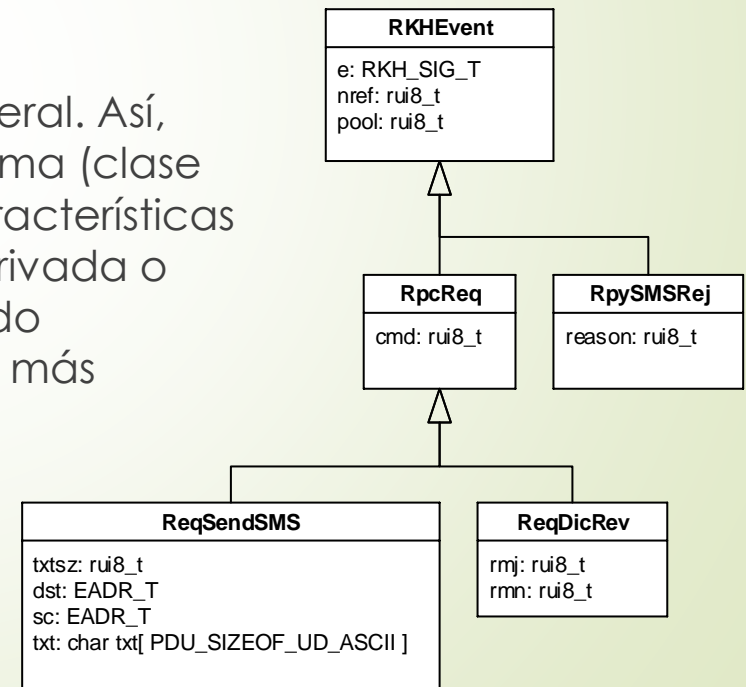 eral. Así,
ma (clase
racterísticas
rivada o
do
más
RKHEvent
e: RKH_SIG_T
nref: rui8_t
pool: rui8_t
RpcReq
cmd: rui8_t
RpySMSRej
reason: rui8_t
ReqSendSMS
txtsz: rui8_t
dst: EADR_T
sc: EADR_T
txt: char txt[ PDU_SIZEOF_UD_ASCII ]
ReqDicRev
rmj: rui8_t
rmn: rui8_t